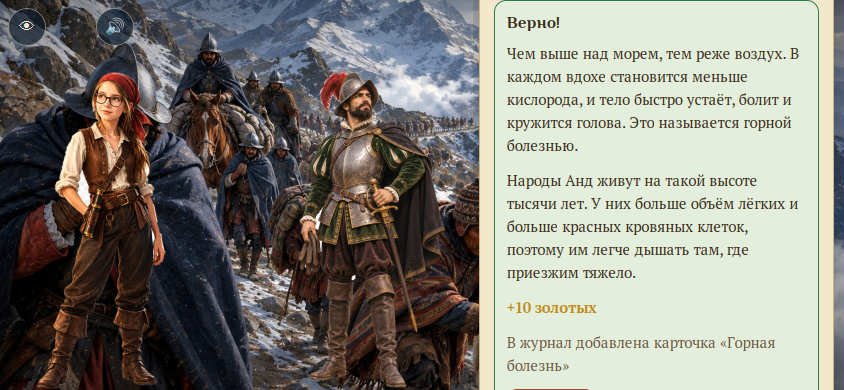 Верно!
Чем выше над морем, тем реже воздух. В
каждом вдохе становится меньше
кислорода, и тело быстро устаёт, болит и
кружится голова. Это называется горной
болезнью.
Народы Анд живут на такой высоте
тысячи лет. У них больше объём лёгких и
больше красных кровяных клеток,
поэтому им легче дышать там, где
приезжим тяжело.
+10 золотых
В журнал добавлена карточка «Горная
болезнь»